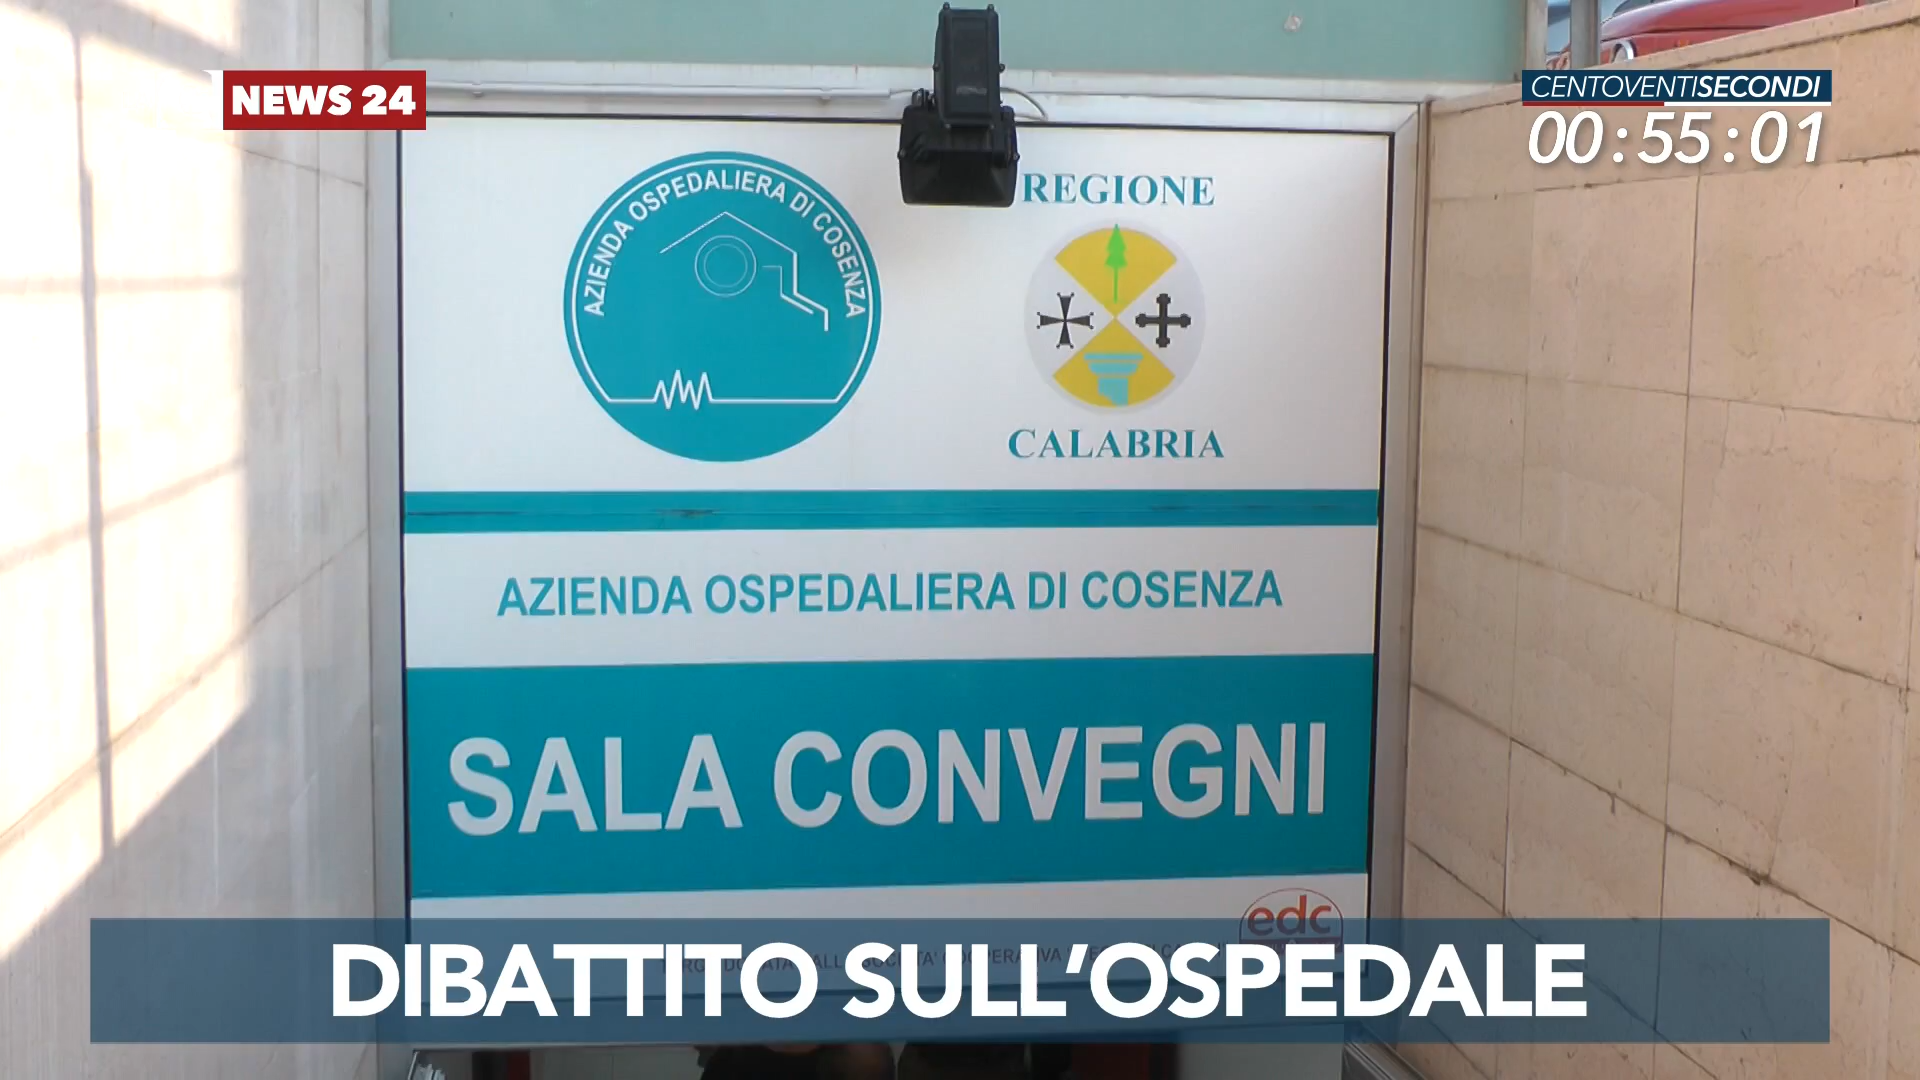 NEWS 24
CENTOVENTISECONDI
00:55:01
AZIENDA OSPEDALIERA DI COSENZA
REGIONE
CALABRIA
AZIENDA OSPEDALIERA DI COSENZA
SALA CONVEGNI
edc
DIBATTITO SULL'OSPEDALE